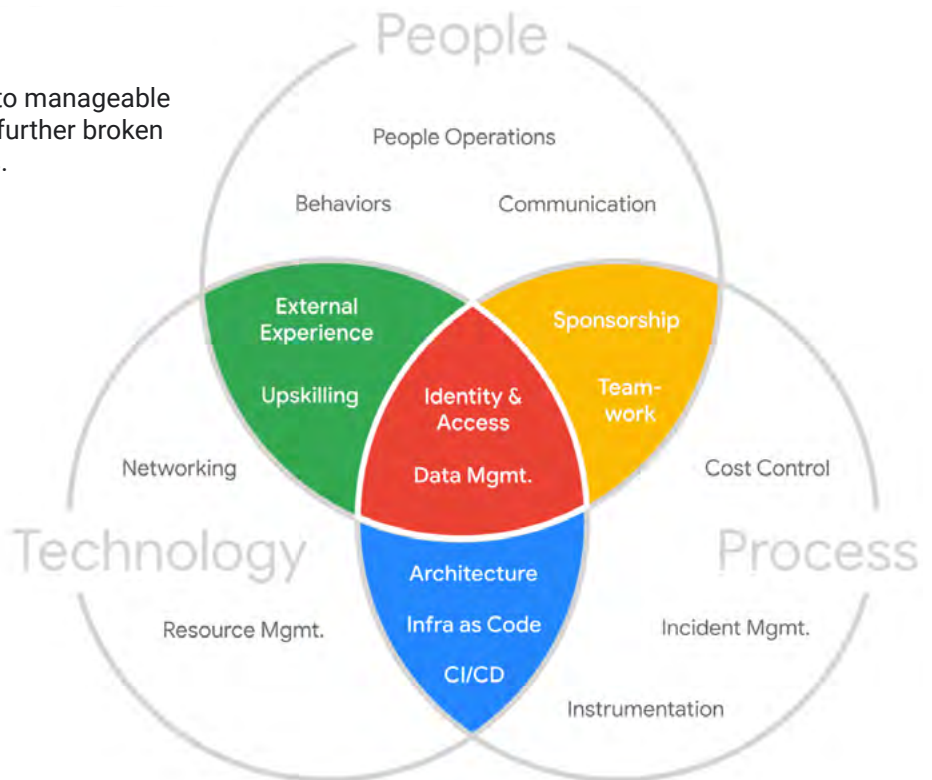 People
to manageable
further broken
.
People Operations
Behaviors
Communication
External
Experience
Sponsorship
Upskilling
Identity &
Access
Team-
work
Networking
Data Mgmt.
Cost Control
Technology
Process
Architecture
Resource Mgmt.
Infra as Code
Incident Mgmt.
CI/CD
Instrumentation